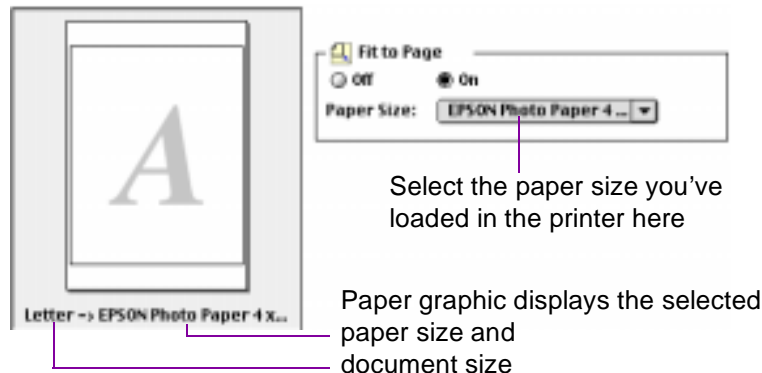 A
Letter -> EPSON Photo Paper 4 x...
Fit to Page
Off On
Paper Size: EPSON Photo Paper 4 ...
Select the paper size you've
loaded in the printer here
Paper graphic displays the selected
paper size and
document size